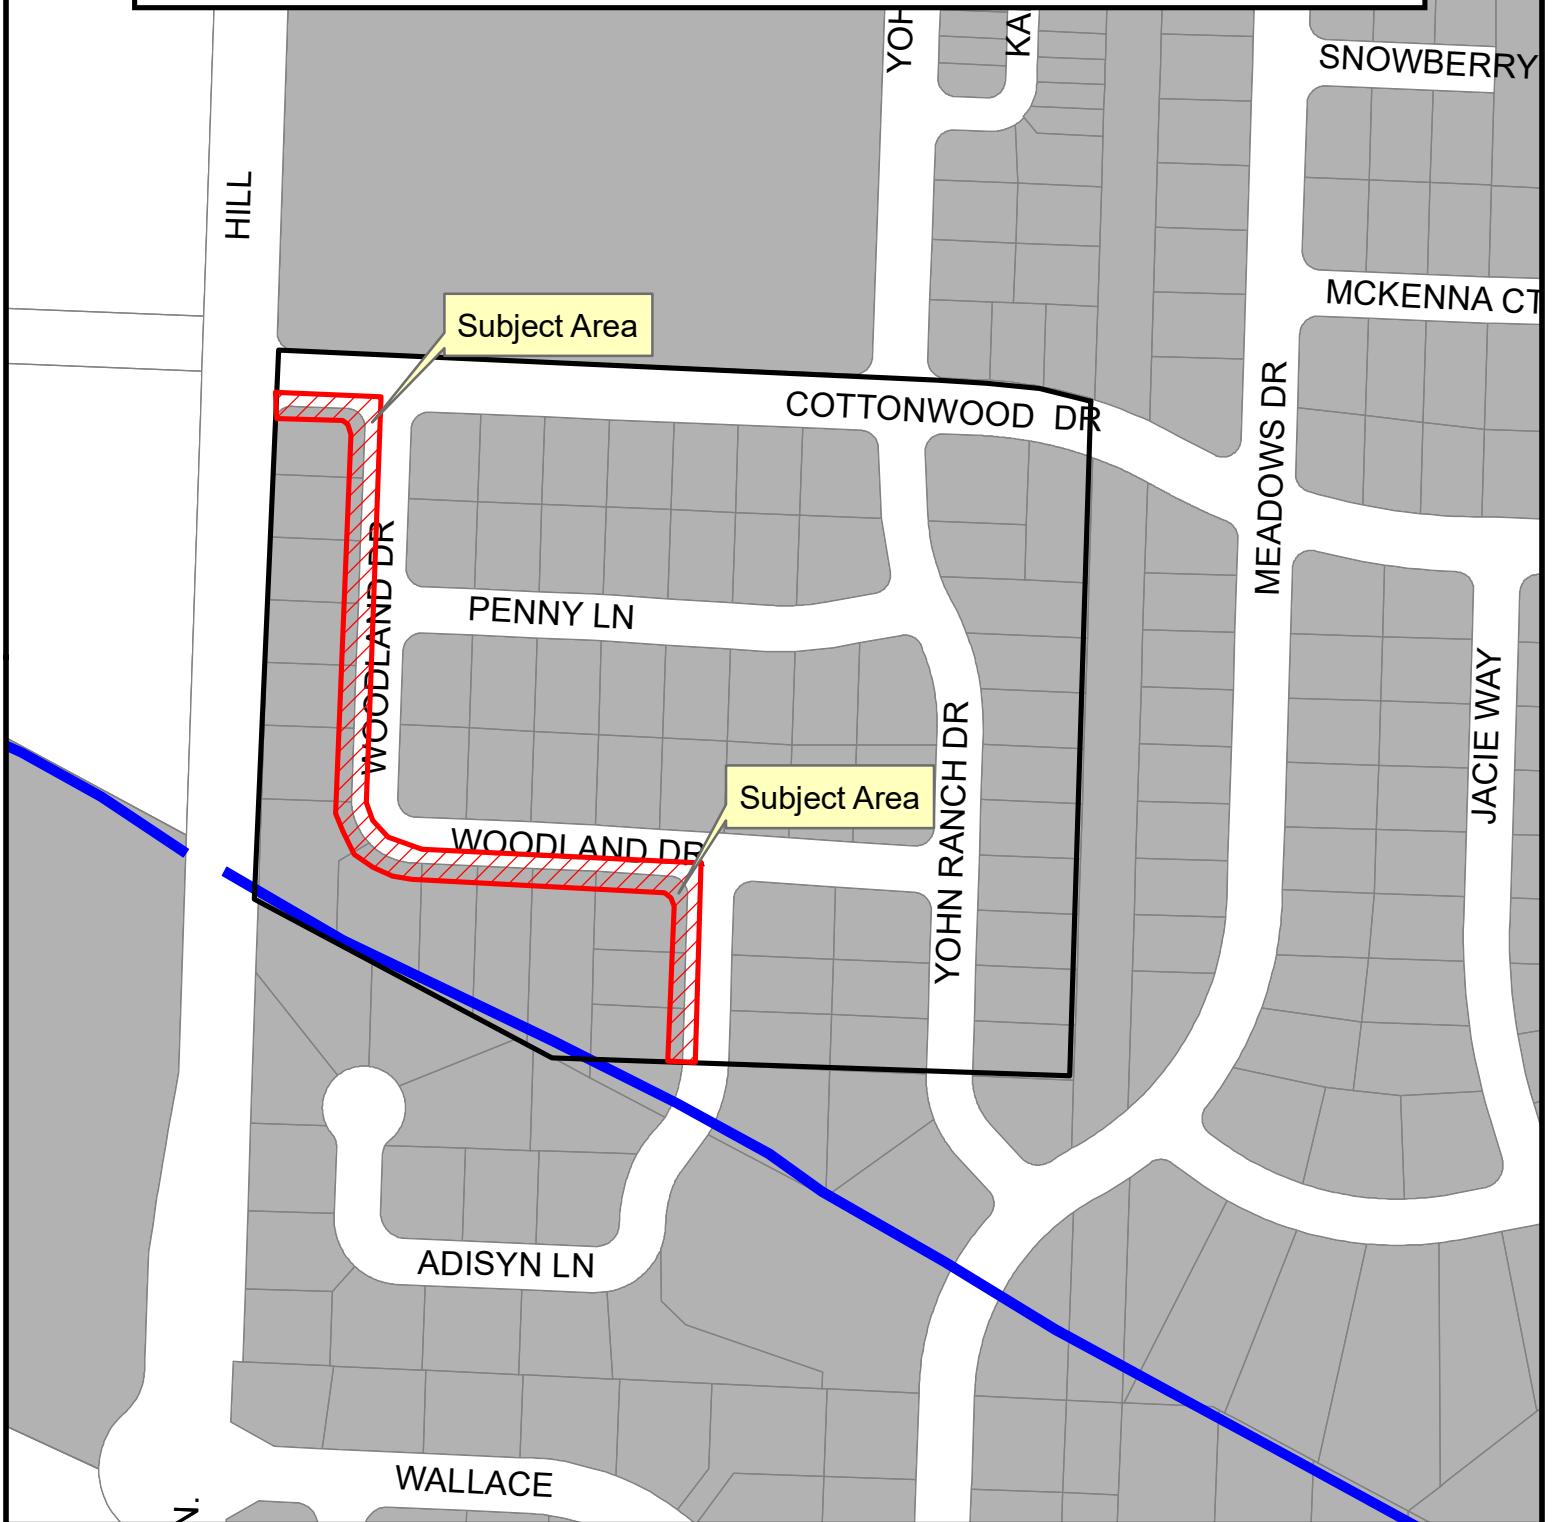 YOH
KA
SNOWBERRY
HILL
MCKENNA CT
Subject Area
COTTONWOOD DR
MEADOWS DR
WOODLAND DR
PENNY LN
JACIE WAY
YOHN RANCH DR
Subject Area
WOODLAND DR
ADISYN LN
WALLACE
N.